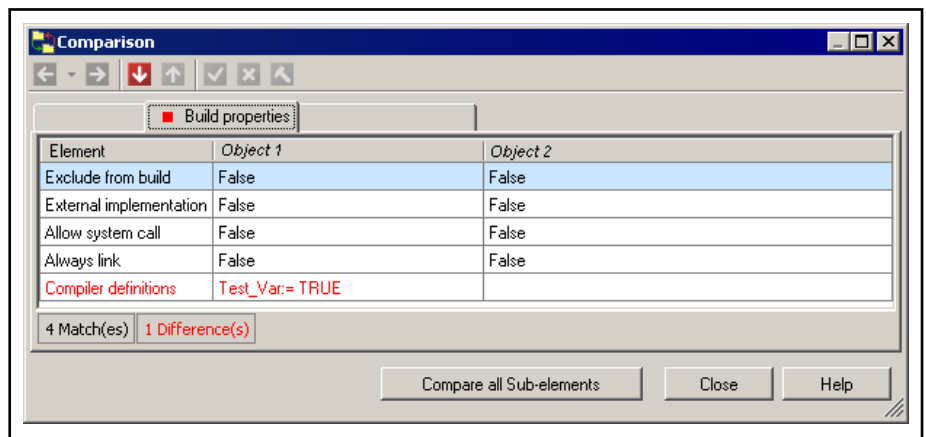 Comparison
Build properties
Element Object 1 Object 2
Exclude from build False False
External implementation False False
Allow system call False False
Always link False False
Compiler definitions Test_Var:= TRUE
4 Match(es) 1 Difference(s)
Compare all Sub-elements Close Help